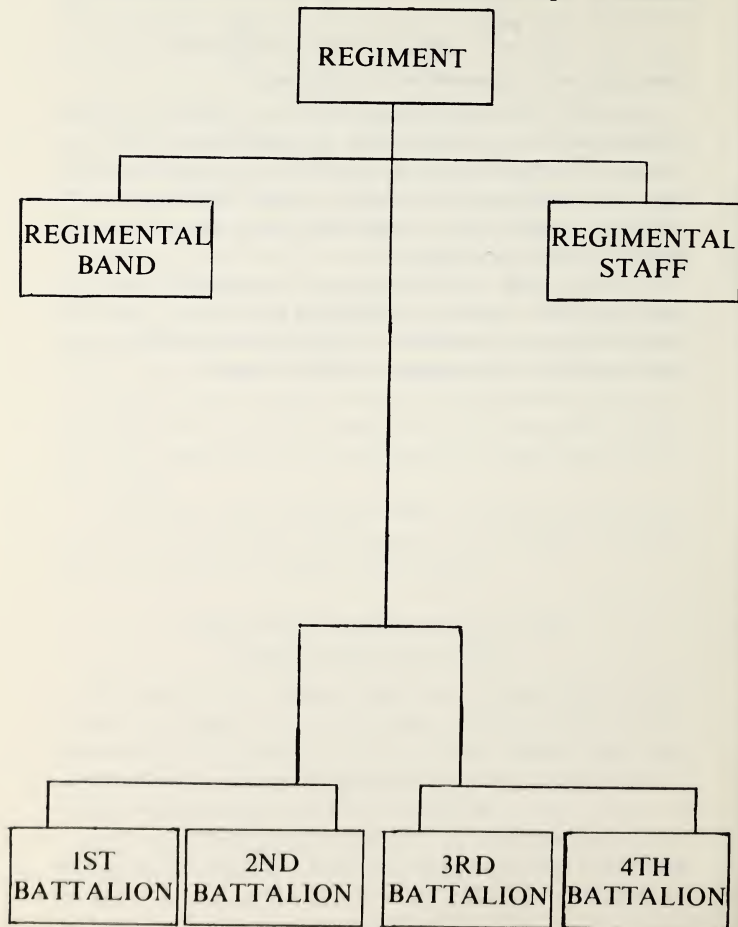 REGIMENT
REGIMENTAL
BAND
REGIMENTAL
STAFF
1ST
BATTALION
2ND
BATTALION
3RD
BATTALION
4TH
BATTALION